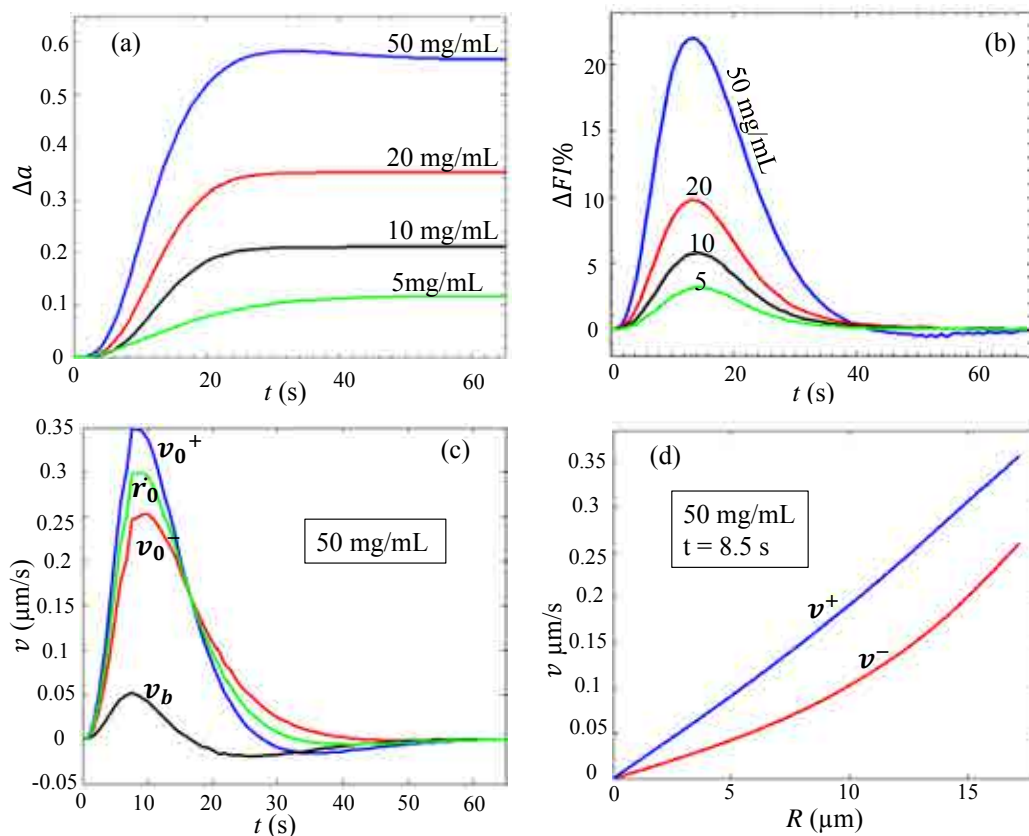 (a)
50 mg/mL
20 mg/mL
10 mg/mL
5mg/mL
0.6
0.5
0.4
0.3
0.2
0.1
0
Δa
0 20 40 60
t (s)
(b)
50 mg/mL
20
10
5
20
15
10
5
0
ΔFI%
0 20 40 60
t (s)
(c)
v₀⁺
ṙ₀
v₀⁻
v_b
50 mg/mL
0.35
0.3
0.25
0.2
0.15
0.1
0.05
0
-0.05
v (µm/s)
0 10 20 30 40 50 60
t (s)
(d)
50 mg/mL
t = 8.5 s
v⁺
v⁻
0.35
0.3
0.25
0.2
0.15
0.1
0.05
0
v µm/s
0 5 10 15
R (µm)